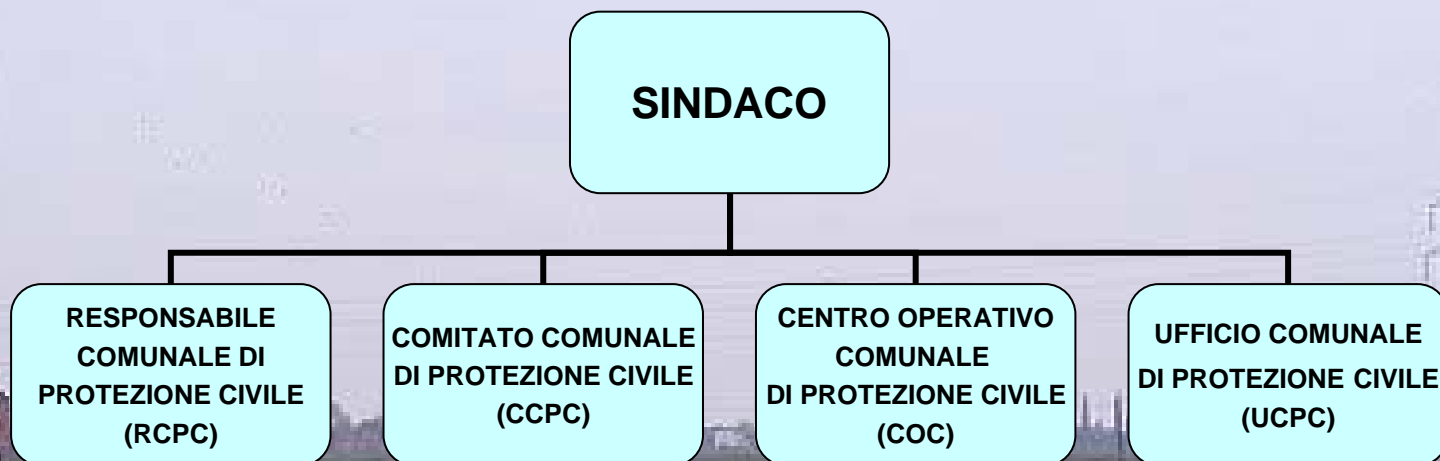 SINDACO
RESPONSABILE
COMUNALE DI
PROTEZIONE CIVILE
(RCPC)
COMITATO COMUNALE
DI PROTEZIONE CIVILE
(CCPC)
CENTRO OPERATIVO
COMUNALE
DI PROTEZIONE CIVILE
(COC)
UFFICIO COMUNALE
DI PROTEZIONE CIVILE
(UCPC)